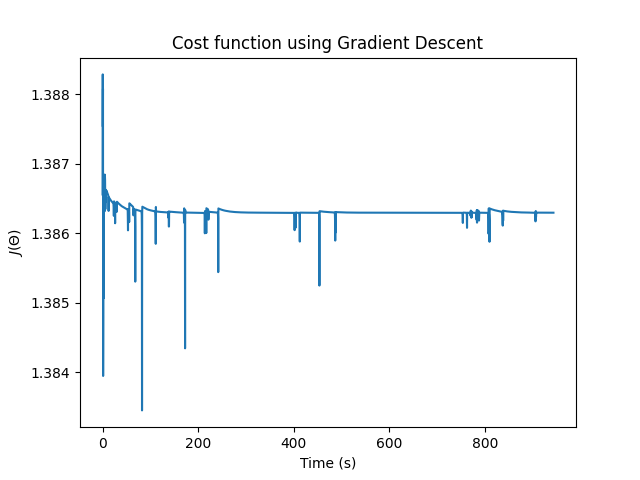 Cost function using Gradient Descent
J(Θ)
1.388
1.387
1.386
1.385
1.384
0 200 400 600 800
Time (s)